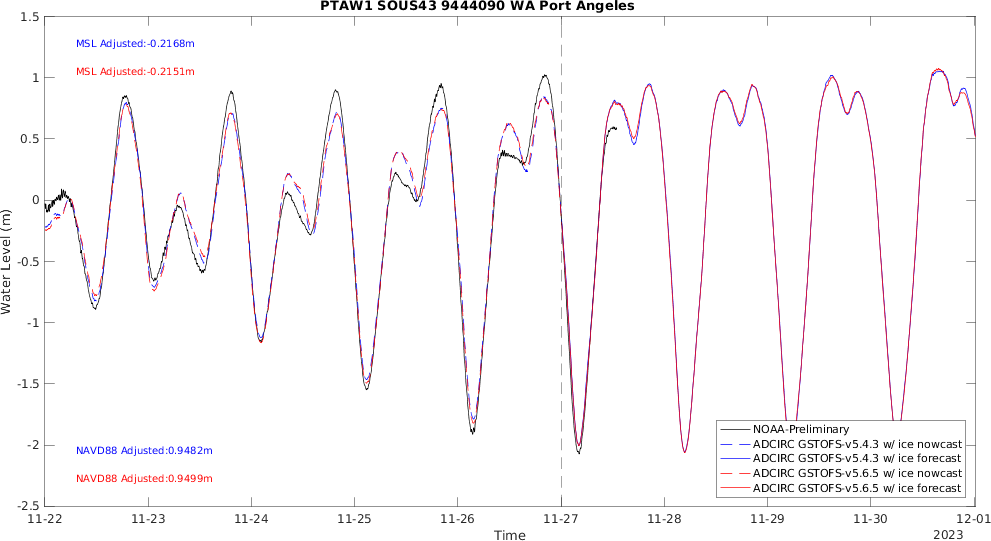 PTAW1 SOUS43 9444090 WA Port Angeles
1.5
1
0.5
0
-0.5
-1
-1.5
-2
-2.5
Water Level (m)
MSL Adjusted:-0.2168m
MSL Adjusted:-0.2151m
NAVD88 Adjusted:0.9482m
NAVD88 Adjusted:0.9499m
NOAA-Preliminary
ADCIRC GSTOFS-v5.4.3 w/ ice nowcast
ADCIRC GSTOFS-v5.4.3 w/ ice forecast
ADCIRC GSTOFS-v5.6.5 w/ ice nowcast
ADCIRC GSTOFS-v5.6.5 w/ ice forecast
11-22 11-23 11-24 11-25 11-26 11-27 11-28 11-29 11-30 12-01
Time
2023